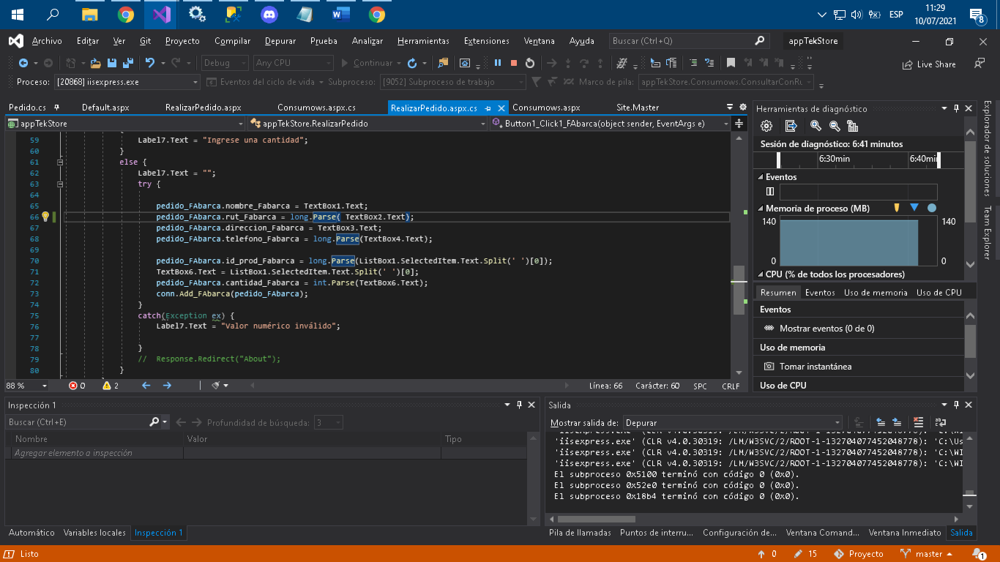 ESP
11:29
10/07/2021
8
Archivo Editar Ver Git Proyecto Compilar Depurar Prueba Analizar Herramientas Extensiones Ventana Ayuda Buscar (Ctrl+Q) appTekStore
Debug Any CPU Continuar Live Share
Proceso: [20868] iisexpress.exe Eventos del ciclo de vida Subproceso: [9052] Subproceso de trabajo Marco de pila: appTekStore.Consumows.ConsultarConRu
Pedido.cs Default.aspx RealizarPedido.aspx Consumows.aspx.cs RealizarPedido.aspx.cs Consumows.aspx Site.Master
appTekStore appTekStore.RealizarPedido Button1_Click1_FAbarca(object sender, EventArgs e)
59 Label7.Text = "Ingrese una cantidad";
60 }
61 else {
62 Label7.Text = "";
63 try {
64
65 pedido_FAbarca.nombre_Fabarca = TextBox1.Text;
66 pedido_FAbarca.rut_Fabarca = long.Parse( TextBox2.Text);
67 pedido_FAbarca.direccion_Fabarca = TextBox3.Text;
68 pedido_FAbarca.telefono_Fabarca = long.Parse(TextBox4.Text);
69
70 pedido_FAbarca.id_prod_Fabarca = long.Parse(ListBox1.SelectedItem.Text.Split(' ')[0]);
71 TextBox6.Text = ListBox1.SelectedItem.Text.Split(' ')[0];
72 pedido_FAbarca.cantidad_Fabarca = int.Parse(TextBox6.Text);
73 conn.Add_FAbarca(pedido_FAbarca);
74 }
75 catch(Exception ex) {
76 Label7.Text = "Valor numérico inválido";
77
78 }
79 // Response.Redirect("About");
80 }
88 % 0 2 Línea: 66 Carácter: 60 SPC CRLF
Herramientas de diagnóstico
Sesión de diagnóstico: 6:41 minutos
6:30min 6:40min
Eventos
Memoria de proceso (MB)
140 140
0 0
CPU (% de todos los procesadores)
Resumen Eventos Uso de memoria Uso de CPU
Eventos
Mostrar eventos (0 de 0)
Uso de memoria
Tomar instantánea
Uso de CPU
Explorador de soluciones
Team Explorer
Inspección 1
Buscar (Ctrl+E) Profundidad de búsqueda: 3
Nombre Valor Tipo
Agregar elemento a inspección
Automático Variables locales Inspección 1
Salida
Mostrar salida de: Depurar
'iisexpress.exe' (CLR v4.0.30319: /LM/W3SVC/2/ROOT-1-132704077452048778): 'C:\WI
'iisexpress.exe' (CLR v4.0.30319: /LM/W3SVC/2/ROOT-1-132704077452048778): 'C:\Us
'iisexpress.exe' (CLR v4.0.30319: /LM/W3SVC/2/ROOT-1-132704077452048778): 'C:\WI
'iisexpress.exe' (CLR v4.0.30319: /LM/W3SVC/2/ROOT-1-132704077452048778): 'C:\WI
El subproceso 0x5100 terminó con código 0 (0x0).
El subproceso 0x52e0 terminó con código 0 (0x0).
El subproceso 0x18b4 terminó con código 0 (0x0).
Pila de llamadas Puntos de interru... Configuración de... Ventana Comand... Ventana Inmediato Salida
Listo 0 15 Proyecto master 1